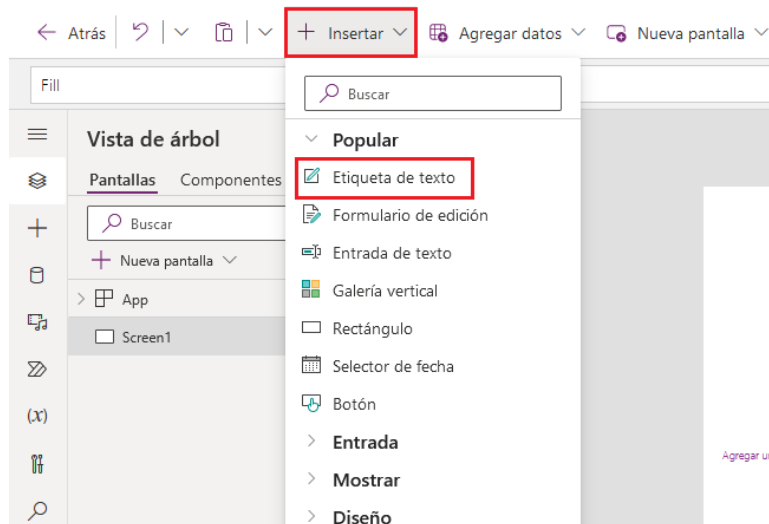 Atrás Insertar Agregar datos Nueva pantalla
Fill
Buscar
Vista de árbol
Pantallas Componentes
Buscar
Nueva pantalla
App
Screen1
(x)
Popular
Etiqueta de texto
Formulario de edición
Entrada de texto
Galería vertical
Rectángulo
Selector de fecha
Botón
Entrada
Mostrar
Diseño
Agregar